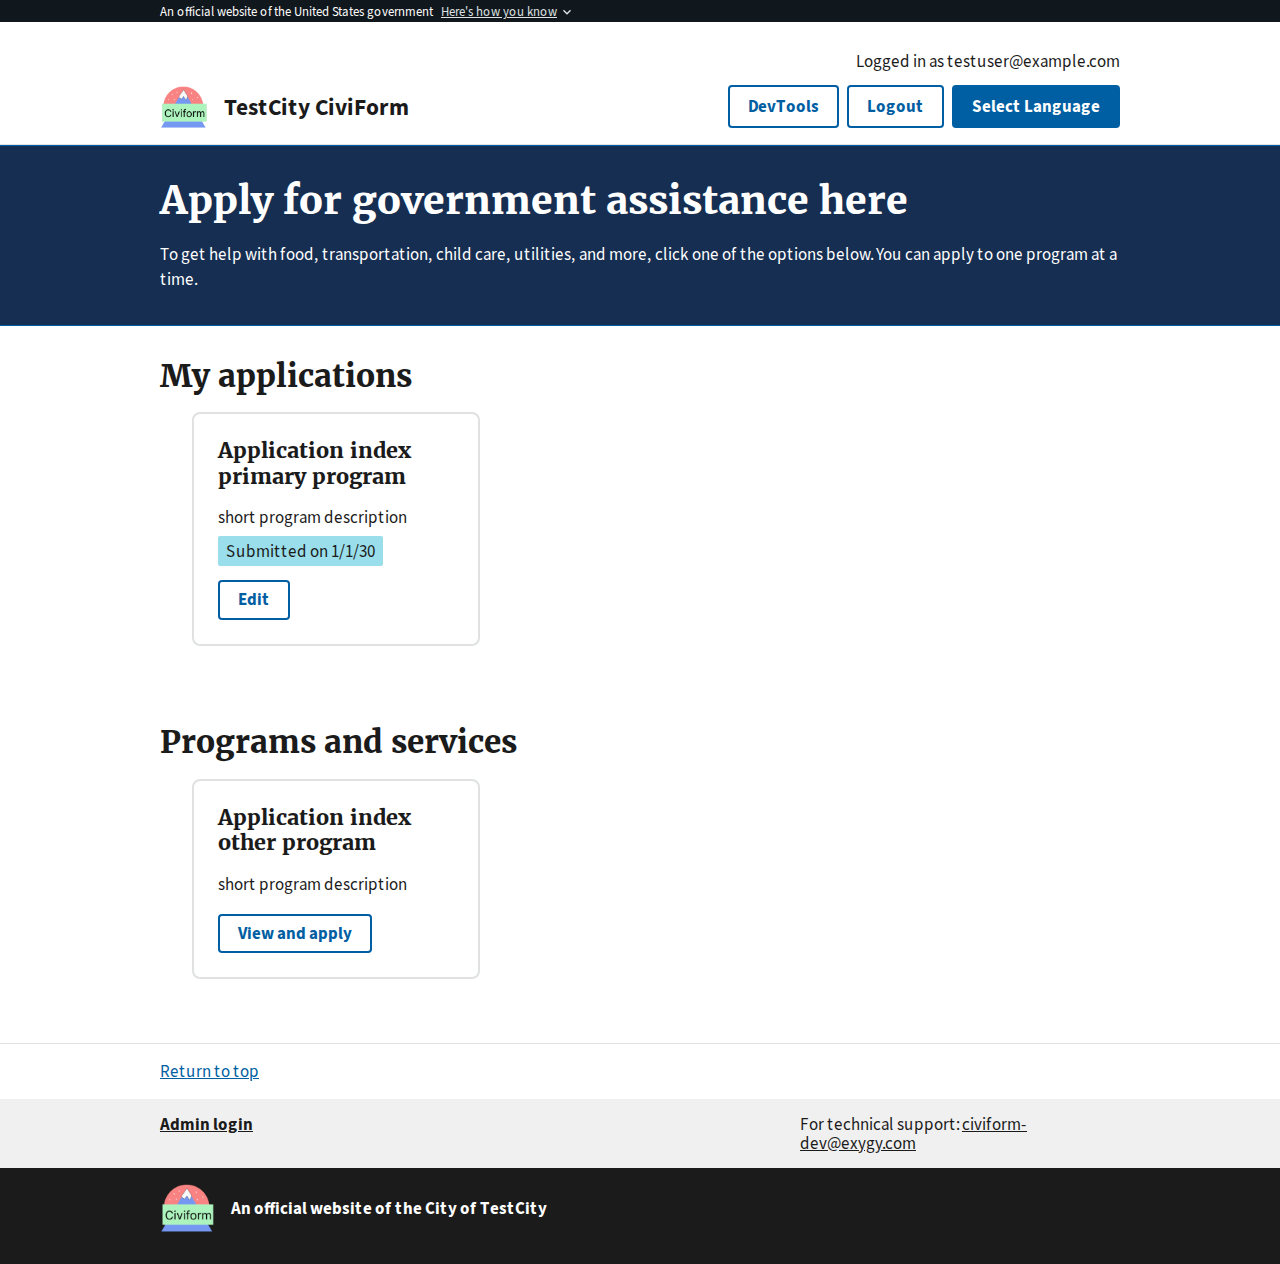 An official website of the United States government Here's how you know
Logged in as testuser@example.com
Civiform
TestCity CiviForm
DevTools
Logout
Select Language
Apply for government assistance here
To get help with food, transportation, child care, utilities, and more, click one of the options below. You can apply to one program at a
time.
My applications
Application index
primary program
short program description
Submitted on 1/1/30
Edit
Programs and services
Application index
other program
short program description
View and apply
Return to top
Admin login
For technical support: civiform-
dev@exygy.com
Civiform
An official website of the City of TestCity